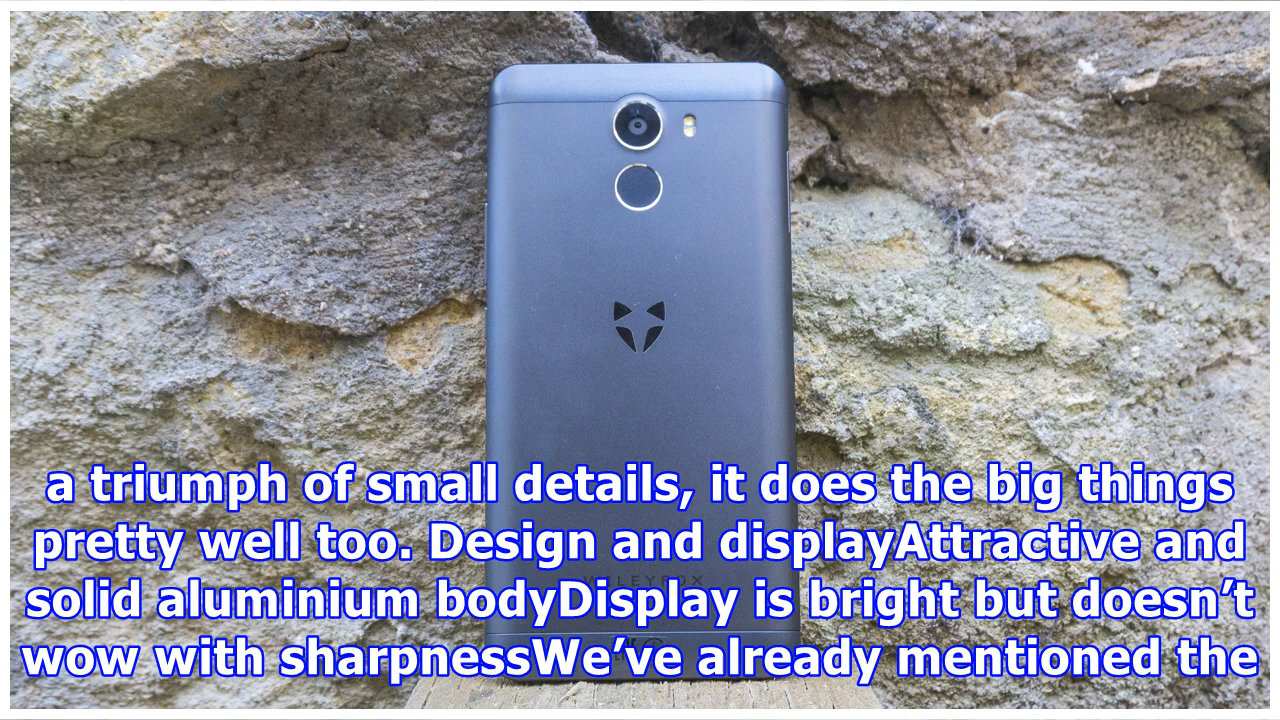 a triumph of small details, it does the big things
pretty well too. Design and displayAttractive and
solid aluminium bodyDisplay is bright but doesn’t
WILEYFOX
wow with sharpnessWe’ve already mentioned the